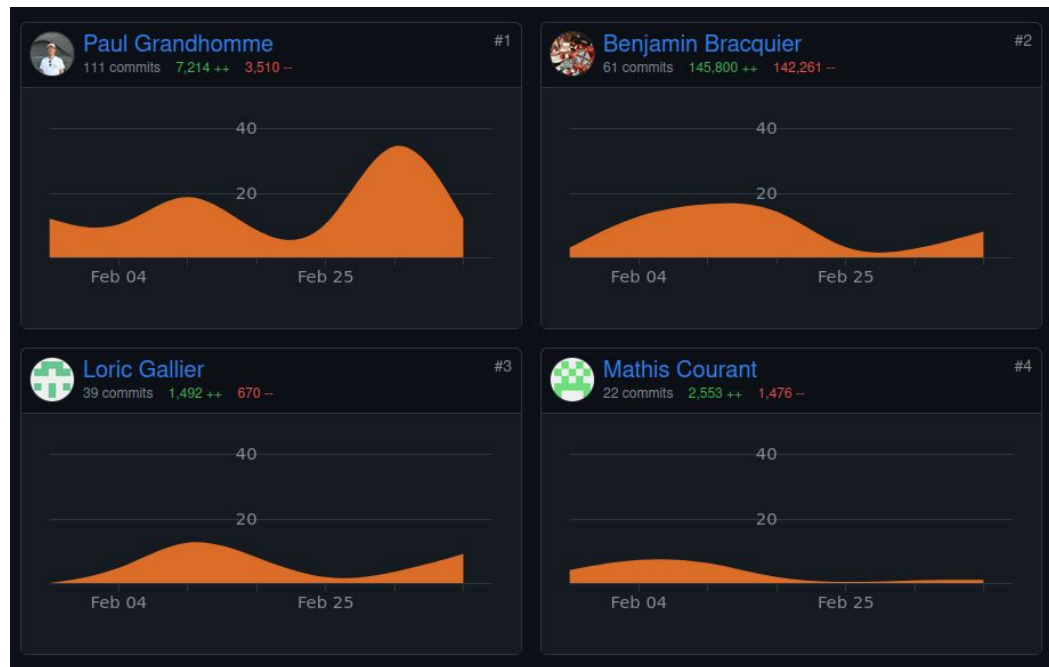 Paul Grandhomme #1
111 commits 7,214 ++ 3,510 --
40
20
Feb 04 Feb 25
Benjamin Bracquier #2
61 commits 145,800 ++ 142,261 --
40
20
Feb 04 Feb 25
Loric Gallier #3
39 commits 1,492 ++ 670 --
40
20
Feb 04 Feb 25
Mathis Courant #4
22 commits 2,553 ++ 1,476 --
40
20
Feb 04 Feb 25